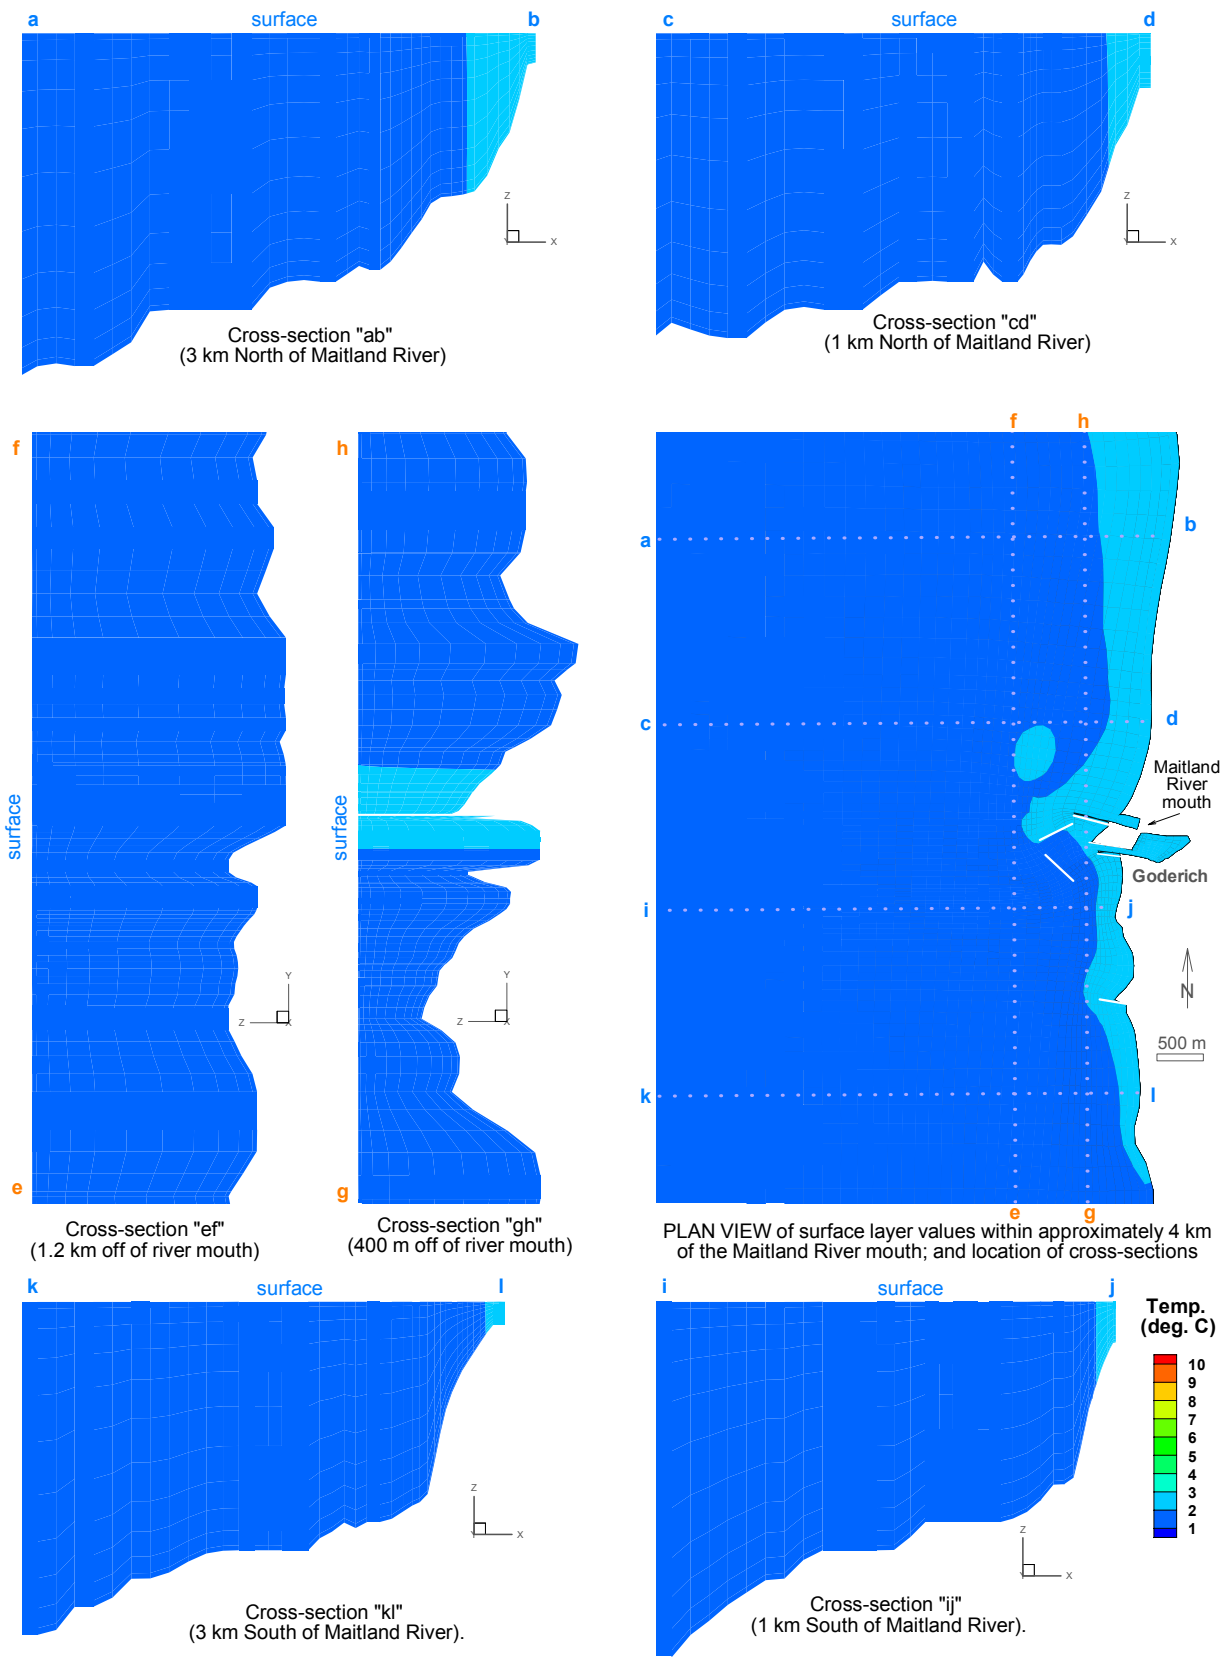 a surface b
c surface d
Z
X
Y
Z
X
Y
Cross-section "ab"
(3 km North of Maitland River)
Cross-section "cd"
(1 km North of Maitland River)
f
h
f h
surface
surface
a
b
c
d
Maitland
River
mouth
Goderich
i
j
N
500 m
k
l
Y
Z
X
Y
Z
X
e
g
e g
Cross-section "ef"
(1.2 km off of river mouth)
Cross-section "gh"
(400 m off of river mouth)
PLAN VIEW of surface layer values within approximately 4 km
of the Maitland River mouth; and location of cross-sections
k surface l
i surface j
Temp.
(deg. C)
10
9
8
7
6
5
4
3
2
1
Z
X
Y
Z
X
Y
Cross-section "kl"
(3 km South of Maitland River).
Cross-section "ij"
(1 km South of Maitland River).